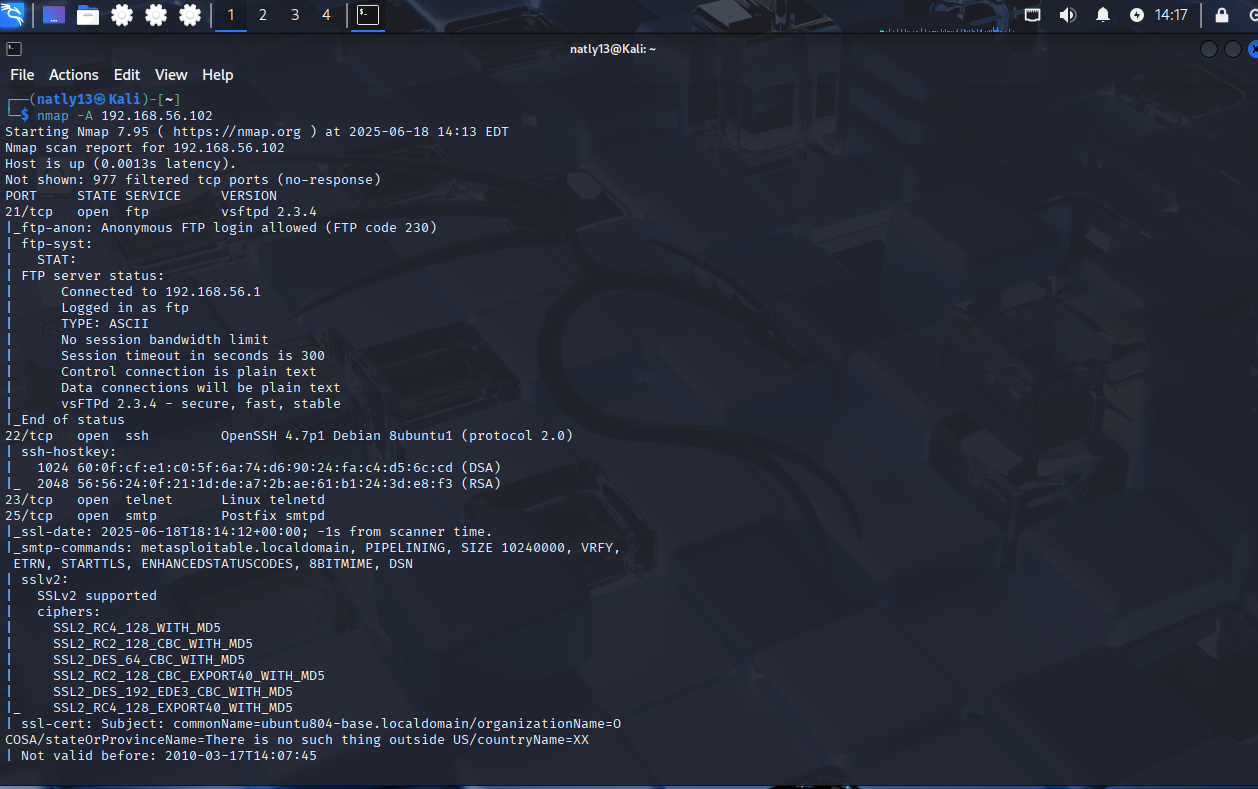 1 2 3 4 14:17
natly13@Kali: ~
File Actions Edit View Help
┌──(natly13㉿Kali)-[~]
└─$ nmap -A 192.168.56.102
Starting Nmap 7.95 ( https://nmap.org ) at 2025-06-18 14:13 EDT
Nmap scan report for 192.168.56.102
Host is up (0.0013s latency).
Not shown: 977 filtered tcp ports (no-response)
PORT     STATE SERVICE     VERSION
21/tcp   open  ftp         vsftpd 2.3.4
|_ftp-anon: Anonymous FTP login allowed (FTP code 230)
| ftp-syst:
|   STAT:
| FTP server status:
|      Connected to 192.168.56.1
|      Logged in as ftp
|      TYPE: ASCII
|      No session bandwidth limit
|      Session timeout in seconds is 300
|      Control connection is plain text
|      Data connections will be plain text
|      vsFTPd 2.3.4 - secure, fast, stable
|_End of status
22/tcp   open  ssh         OpenSSH 4.7p1 Debian 8ubuntu1 (protocol 2.0)
| ssh-hostkey:
|   1024 60:0f:cf:e1:c0:5f:6a:74:d6:90:24:fa:c4:d5:6c:cd (DSA)
|_  2048 56:56:24:0f:21:1d:de:a7:2b:ae:61:b1:24:3d:e8:f3 (RSA)
23/tcp   open  telnet      Linux telnetd
25/tcp   open  smtp        Postfix smtpd
|_ssl-date: 2025-06-18T18:14:12+00:00; -1s from scanner time.
|_smtp-commands: metasploitable.localdomain, PIPELINING, SIZE 10240000, VRFY,
 ETRN, STARTTLS, ENHANCEDSTATUSCODES, 8BITMIME, DSN
| sslv2:
|   SSLv2 supported
|   ciphers:
|     SSL2_RC4_128_WITH_MD5
|     SSL2_RC2_128_CBC_WITH_MD5
|     SSL2_DES_64_CBC_WITH_MD5
|     SSL2_RC2_128_CBC_EXPORT40_WITH_MD5
|     SSL2_DES_192_EDE3_CBC_WITH_MD5
|_    SSL2_RC4_128_EXPORT40_WITH_MD5
| ssl-cert: Subject: commonName=ubuntu804-base.localdomain/organizationName=O
COSA/stateOrProvinceName=There is no such thing outside US/countryName=XX
| Not valid before: 2010-03-17T14:07:45